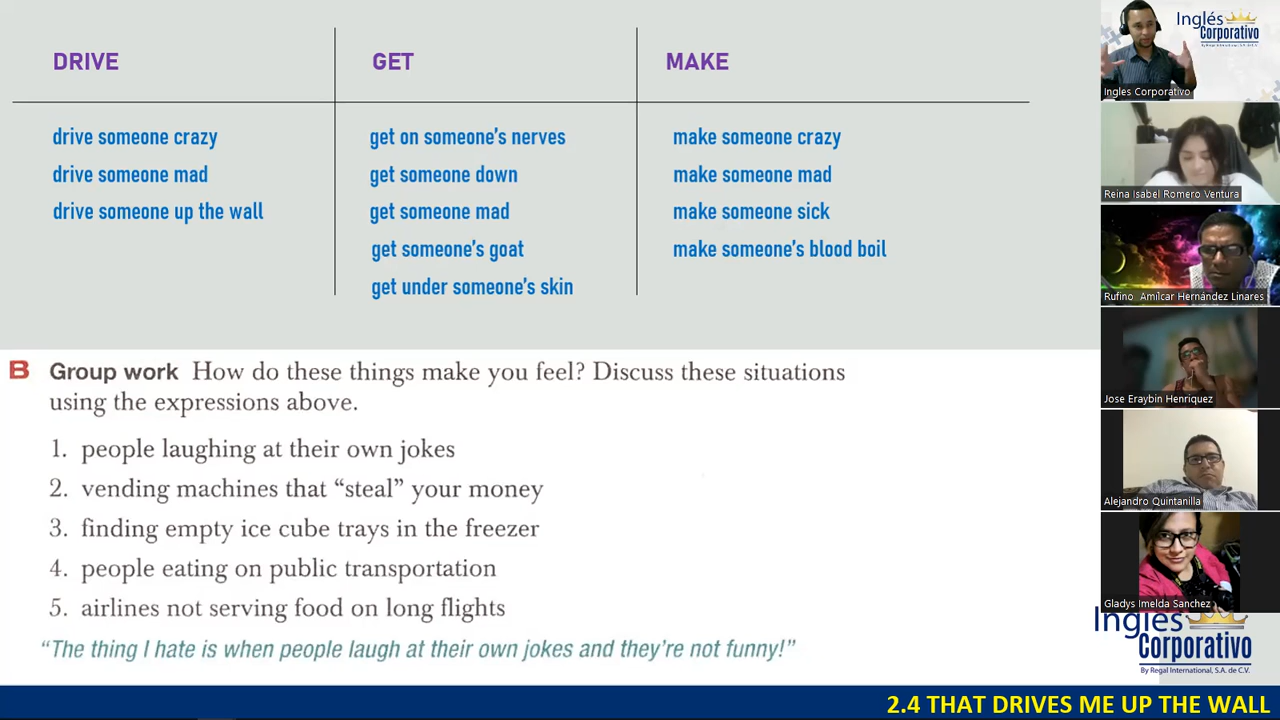 DRIVE GET MAKE
drive someone crazy get on someone's nerves make someone crazy
drive someone mad get someone down make someone mad
drive someone up the wall get someone mad make someone sick
get someone's goat make someone's blood boil
get under someone's skin
B Group work How do these things make you feel? Discuss these situations
using the expressions above.
1. people laughing at their own jokes
2. vending machines that “steal” your money
3. finding empty ice cube trays in the freezer
4. people eating on public transportation
5. airlines not serving food on long flights
“The thing I hate is when people laugh at their own jokes and they're not funny!”
Inglés
Corporativo
By Regal International, S.A. de C.V.
Ingles Corporativo
Reina Isabel Romero Ventura
Rufino Amílcar Hernández Linares
Jose Eraybin Henriquez
Alejandro Quintanilla
Gladys Imelda Sanchez
Inglés
Corporativo
By Regal International, S.A. de C.V.
2.4 THAT DRIVES ME UP THE WALL